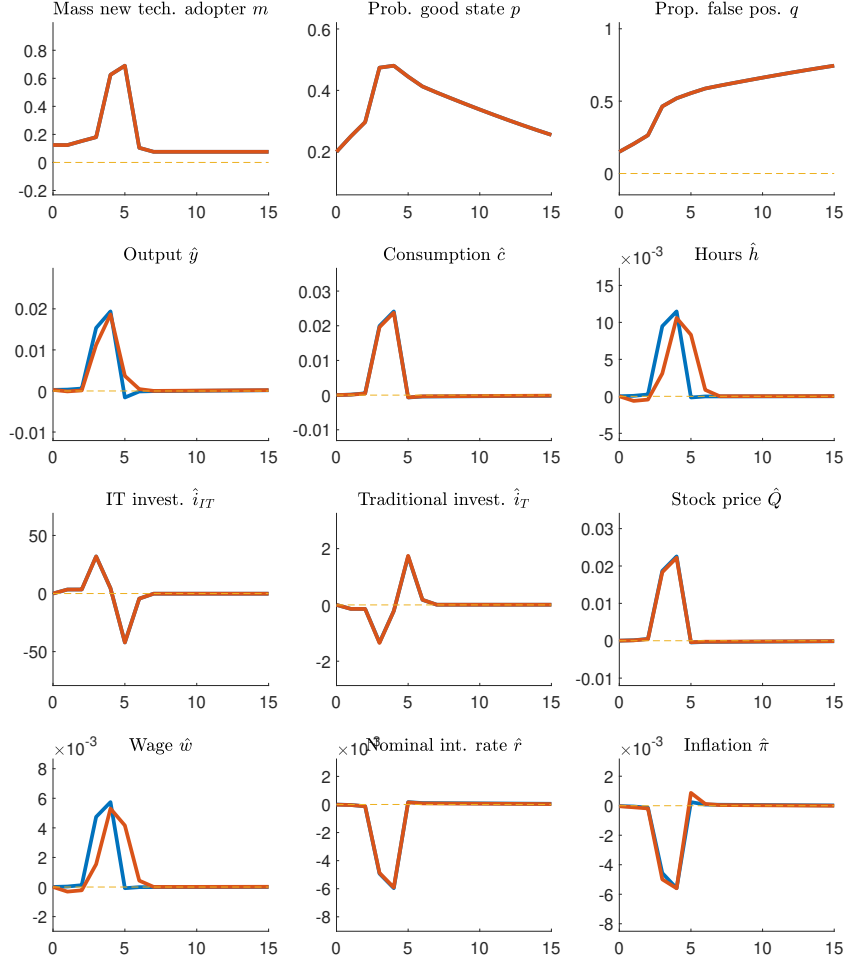 Mass new tech. adopter m
Prob. good state p
Prop. false pos. q
0.8
0.6
0.4
0.2
0
-0.2
0 5 10 15
0.6
0.4
0.2
0 5 10 15
1
0.5
0
0 5 10 15
Output ŷ
Consumption ĉ
Hours ĥ
0.02
0.01
0
-0.01
0 5 10 15
0.03
0.02
0.01
0
-0.01
0 5 10 15
×10⁻³
15
10
5
0
-5
0 5 10 15
IT invest. î_IT
Traditional invest. î_T
Stock price Q̂
50
0
-50
0 5 10 15
2
0
-2
0 5 10 15
0.03
0.02
0.01
0
-0.01
0 5 10 15
Wage ŵ
Nominal int. rate r̂
Inflation π̂
×10⁻³
8
6
4
2
0
-2
0 5 10 15
×10⁻³
2
0
-2
-4
-6
-8
0 5 10 15
×10⁻³
2
0
-2
-4
-6
-8
0 5 10 15